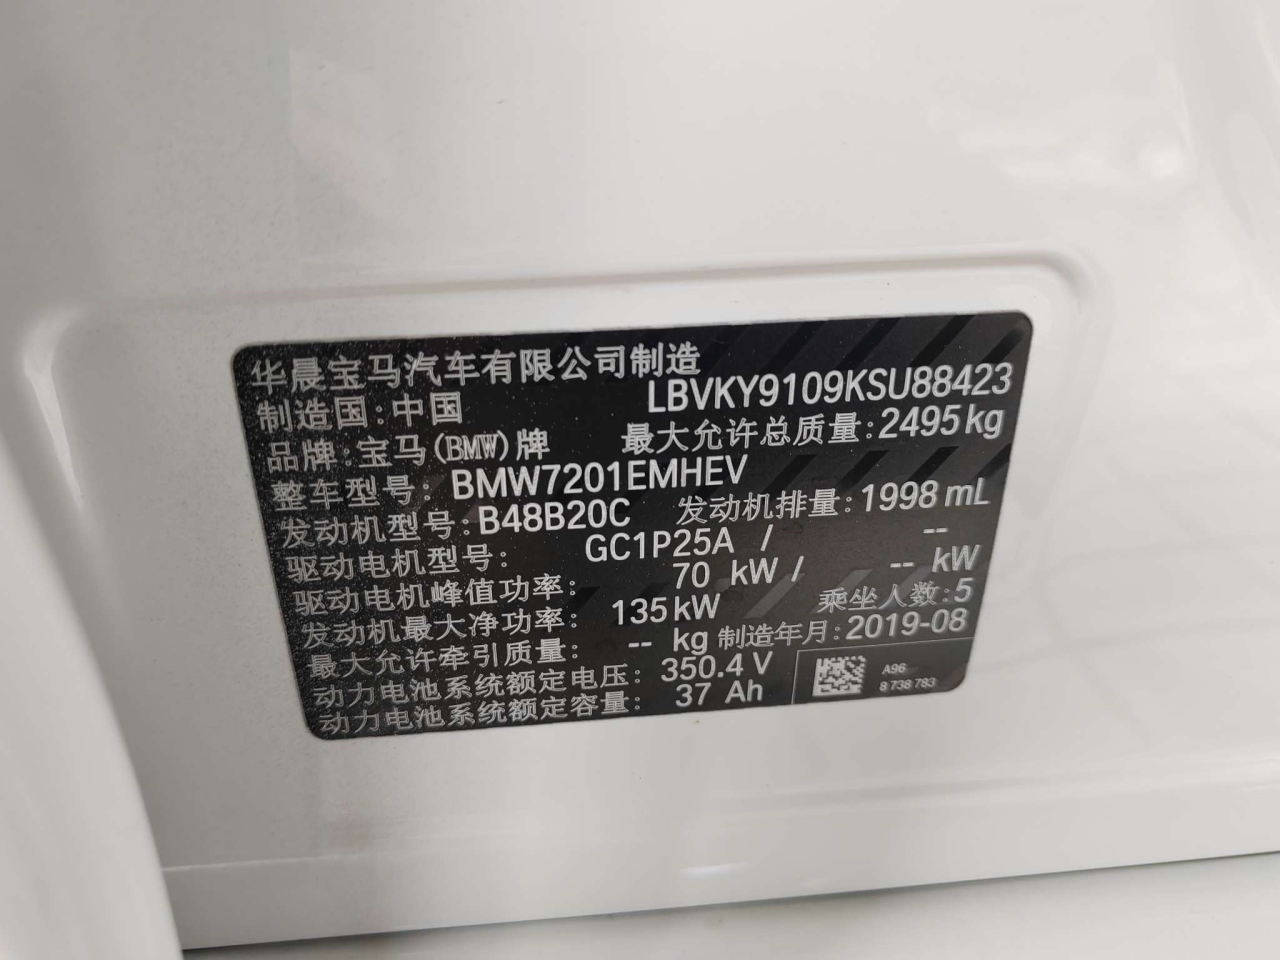 华晨宝马汽车有限公司制造
制造国:中国 LBVKY9109KSU88423
品牌:宝马(BMW)牌 最大允许总质量:2495kg
整车型号:BMW7201EMHEV
发动机型号:B48B20C 发动机排量:1998 mL
驱动电机型号: GC1P25A / --
驱动电机峰值功率: 70 kW / -- kW
发动机最大净功率: 135kW 乘坐人数:5
最大允许牵引质量: -- kg 制造年月:2019-08
动力电池系统额定电压: 350.4 V
动力电池系统额定容量: 37 Ah
A96
8 738 783